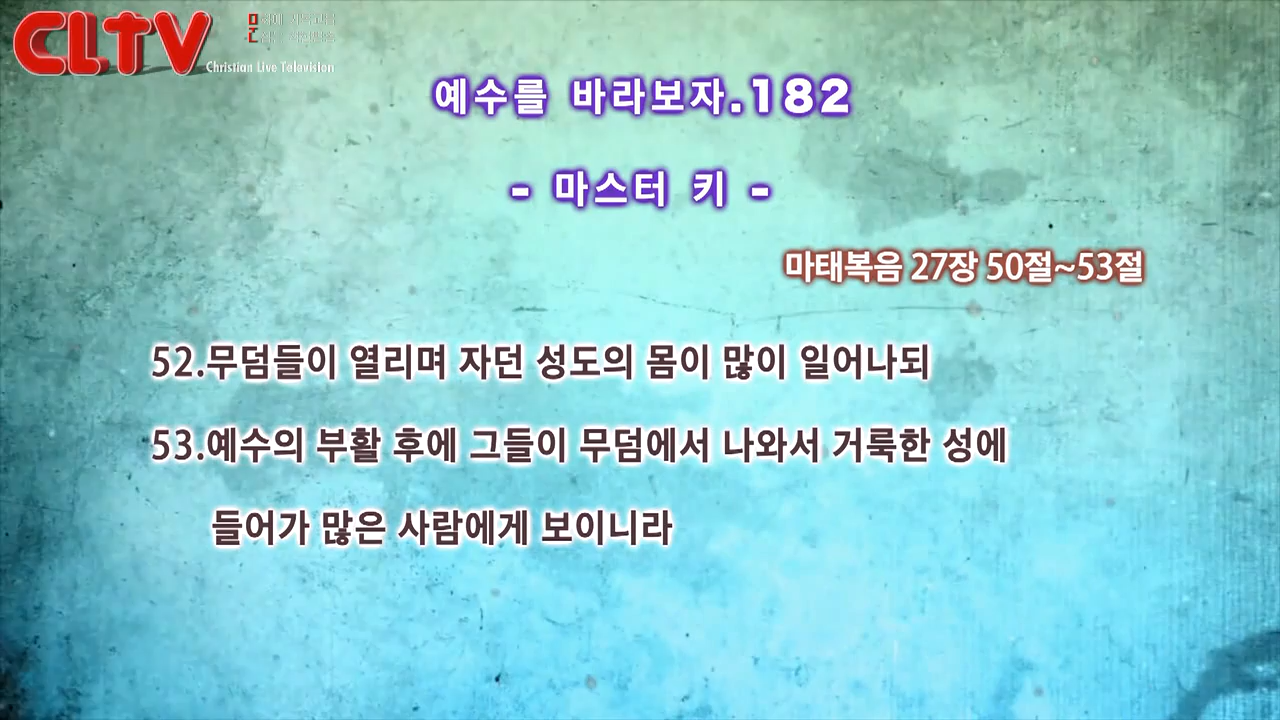 CLTV
Christian Live Television
예수를 바라보자.182
- 마스터 키 -
마태복음 27장 50절~53절
52.무덤들이 열리며 자던 성도의 몸이 많이 일어나되
53.예수의 부활 후에 그들이 무덤에서 나와서 거룩한 성에
들어가 많은 사람에게 보이니라